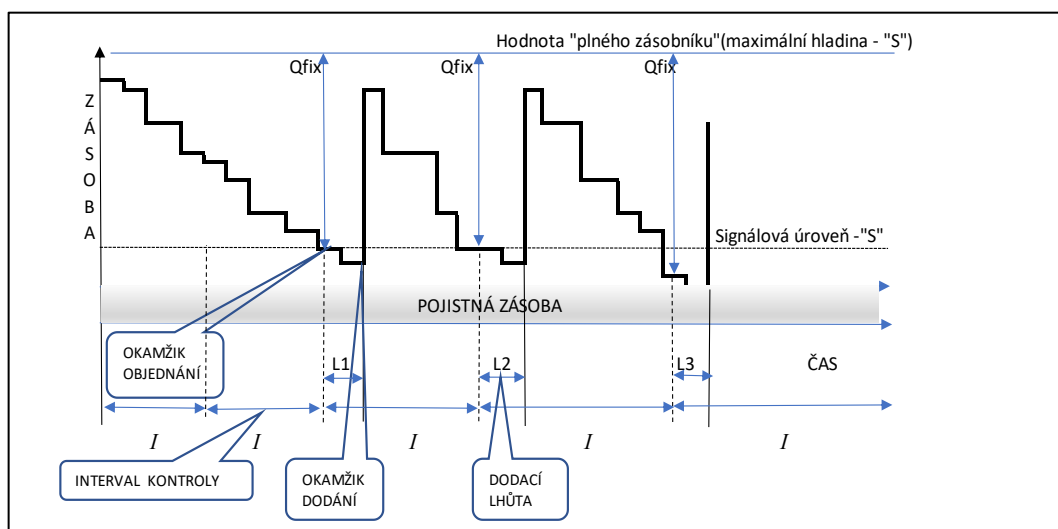 Hodnota "plného zásobníku"(maximální hladina - "S")
Qfix
Qfix
Qfix
Z
Á
S
O
B
A
Signálová úroveň -"S"
POJISTNÁ ZÁSOBA
OKAMŽIK
OBJEDNÁNÍ
L1
L2
L3
ČAS
I
I
I
I
I
INTERVAL KONTROLY
OKAMŽIK
DODÁNÍ
DODACÍ
LHŮTA